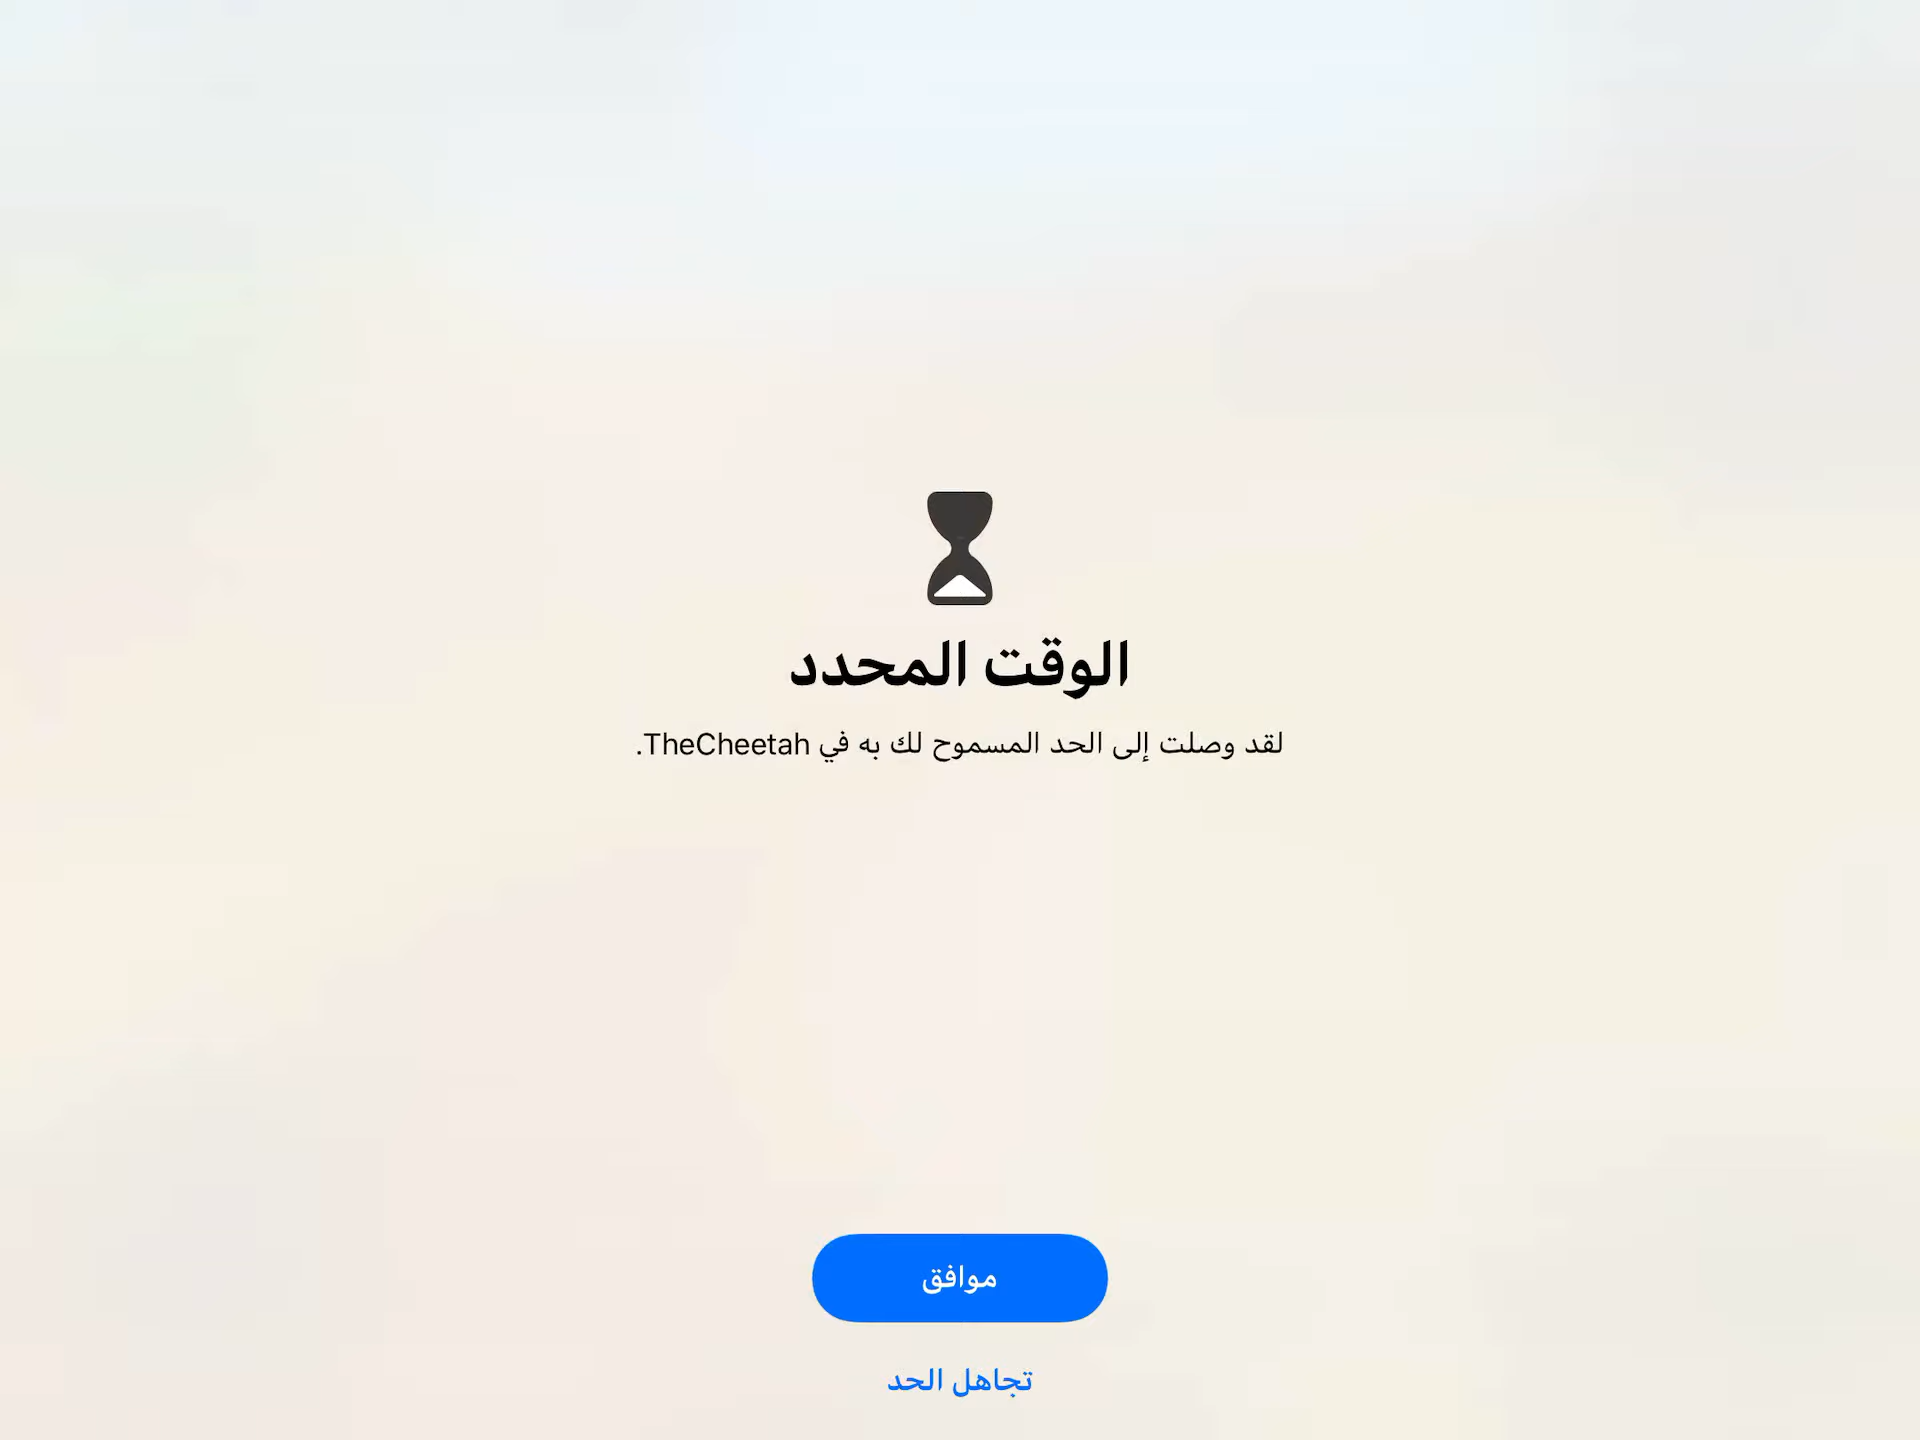 الوقت المحدد
لقد وصلت إلى الحد المسموح لك به في TheCheetah.
موافق
تجاهل الحد